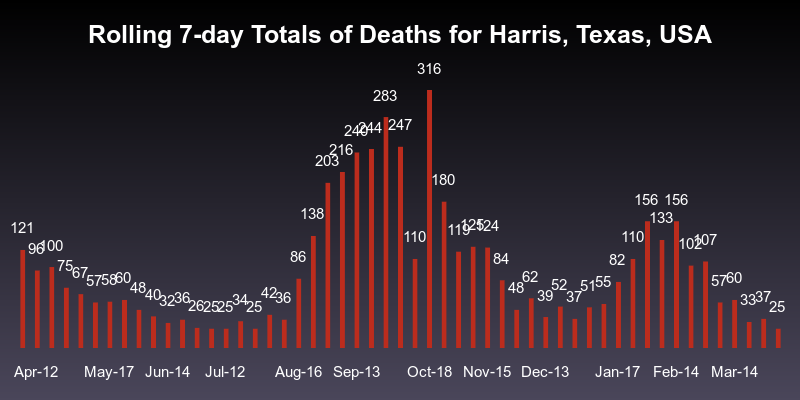 Rolling 7-day Totals of Deaths for Harris, Texas, USA
121 96 100 75 67 57 58 60 48 40 32 36 26 25 25 34 25 42 36 86 138 203 216 240 244 283 247 110 316 180 119 125 124 84 48 62 39 52 37 51 55 82 110 156 133 156 102 107 57 60 33 37 25
Apr-12 May-17 Jun-14 Jul-12 Aug-16 Sep-13 Oct-18 Nov-15 Dec-13 Jan-17 Feb-14 Mar-14